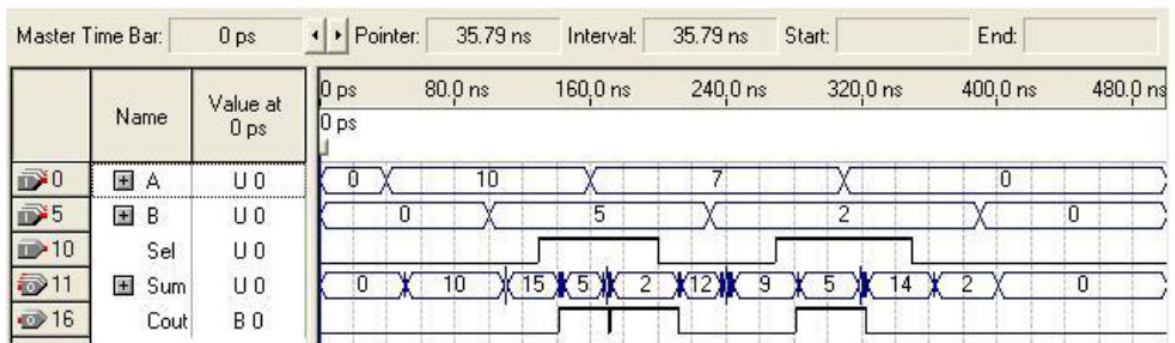 Master Time Bar: 0 ps Pointer: 35.79 ns Interval: 35.79 ns Start: End:
Name Value at 0 ps
0 ps 80.0 ns 160.0 ns 240.0 ns 320.0 ns 400.0 ns 480.0 ns
0 ps
0 A U 0 0 10 7 0
5 B U 0 0 5 2 0
10 Sel U 0
11 Sum U 0 0 10 15 5 2 12 9 5 14 2 0
16 Cout B 0